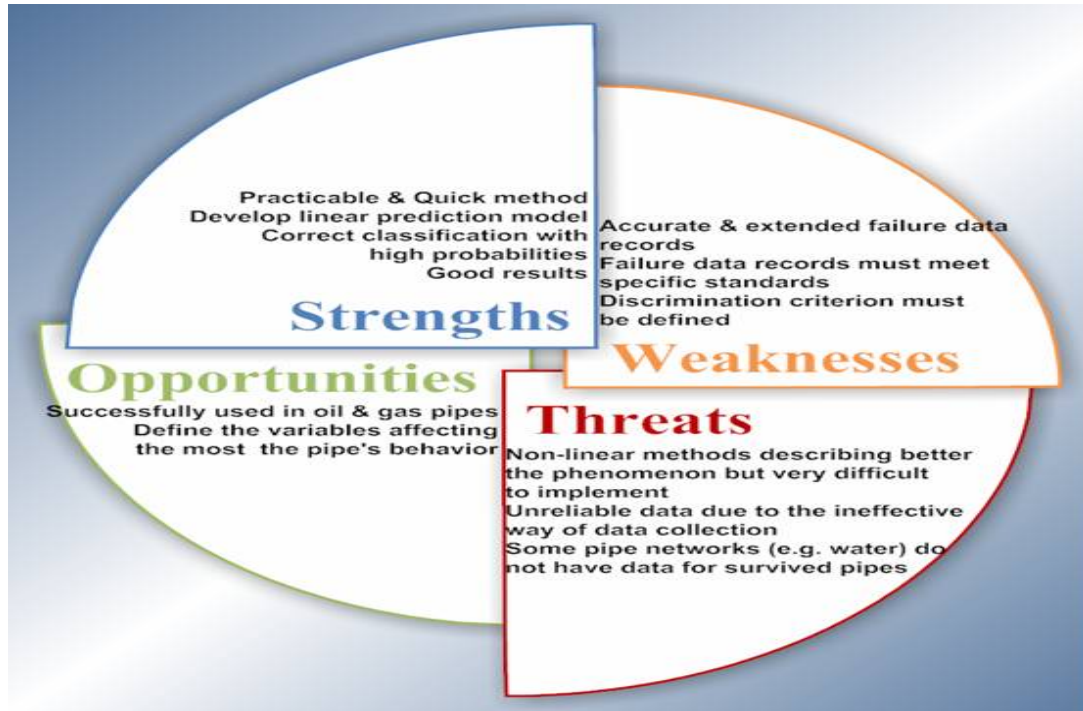 Practicable & Quick method
Develop linear prediction model
Correct classification with
high probabilities
Good results
Strengths
Accurate & extended failure data
records
Failure data records must meet
specific standards
Discrimination criterion must
be defined
Weaknesses
Opportunities
Successfully used in oil & gas pipes
Define the variables affecting
the most the pipe's behavior
Threats
Non-linear methods describing better
the phenomenon but very difficult
to implement
Unreliable data due to the ineffective
way of data collection
Some pipe networks (e.g. water) do
not have data for survived pipes